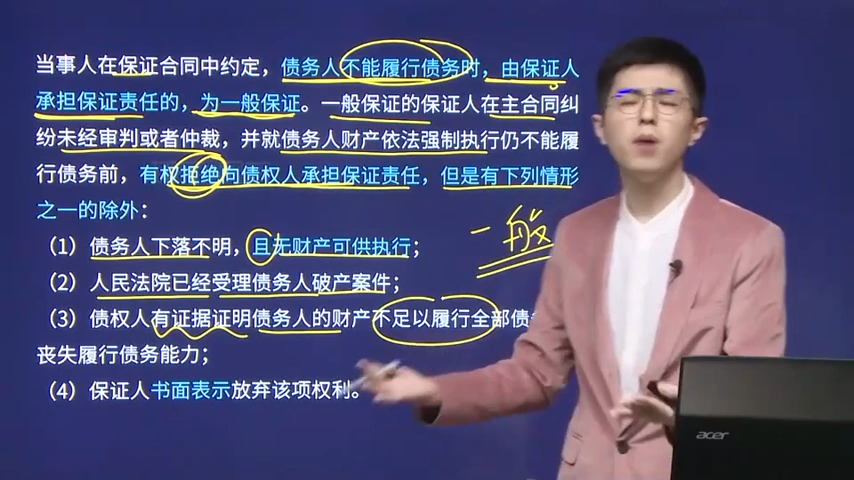 当事人在保证合同中约定，债务人不能履行债务时，由保证人
承担保证责任的，为一般保证。一般保证的保证人在主合同纠
纷未经审判或者仲裁，并就债务人财产依法强制执行仍不能履
行债务前，有权拒绝向债权人承担保证责任，但是有下列情形
之一的除外：
（1）债务人下落不明，且无财产可供执行；
一般
（2）人民法院已经受理债务人破产案件；
（3）债权人有证据证明债务人的财产不足以履行全部债
丧失履行债务能力；
（4）保证人书面表示放弃该项权利。
acer